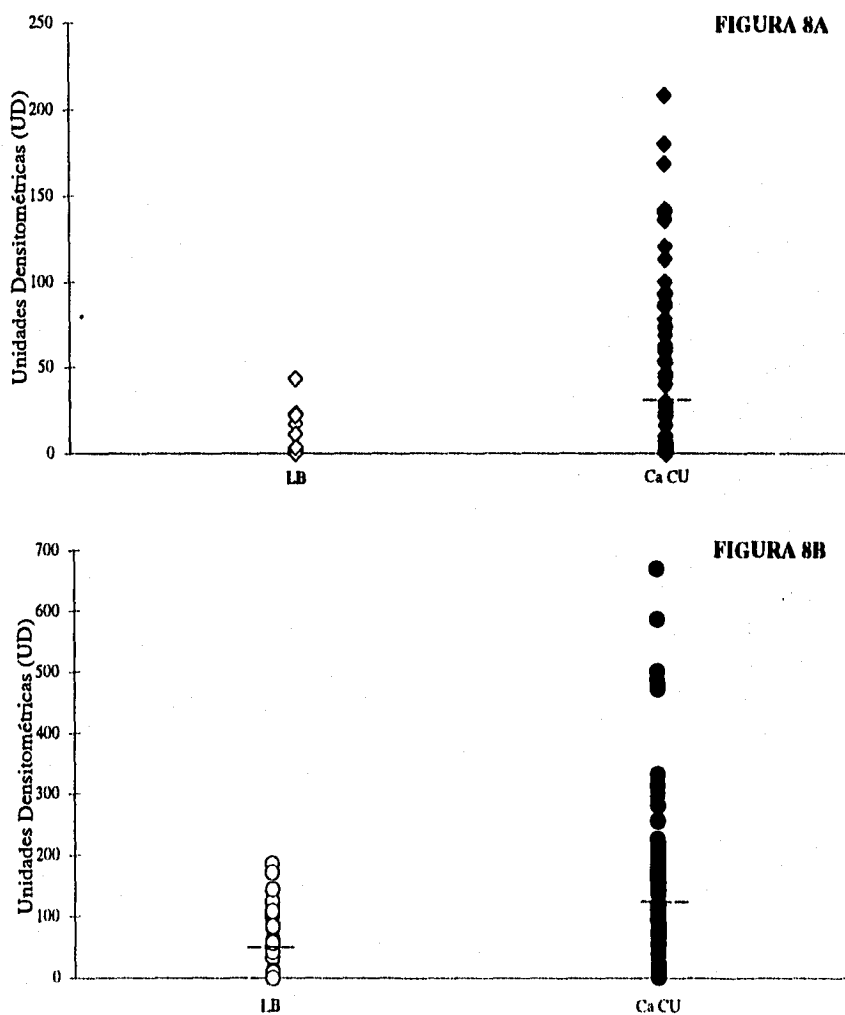 FIGURA 8A
Unidades Densitométricas (UD)
250
200
150
100
50
0
LB
Ca CU
FIGURA 8B
Unidades Densitométricas (UD)
700
600
500
400
300
200
100
0
LB
Ca CU